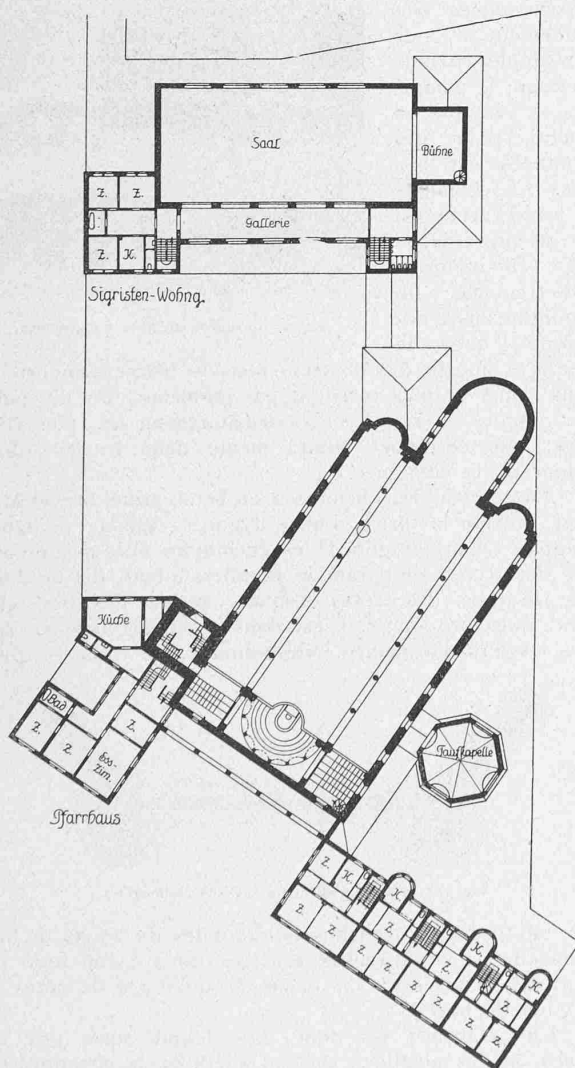 Saal
Bühne
Z. Z.
Gallerie
Z. K.
Sigristen-Wohng.
Küche
Bad
Z.
Z.
Z.
Ess-
Zim.
Pfarrhaus
Taufkapelle
Z.
K.
K.
Z.
Z.
Z.
Z.
K.
Z.
Z.
Z.
Z.
Z.
K.
Z.
Z.
Z.